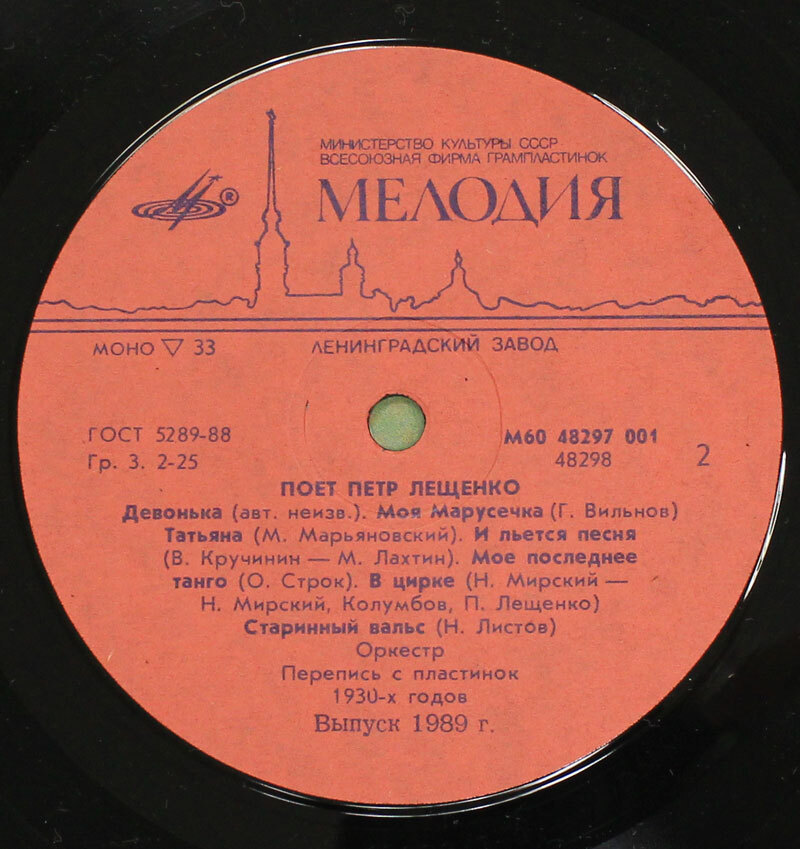 МИНИСТЕРСТВО КУЛЬТУРЫ СССР
ВСЕСОЮЗНАЯ ФИРМА ГРАМПЛАСТИНОК
®
МЕЛОДИЯ
МОНО ▽ 33
ЛЕНИНГРАДСКИЙ ЗАВОД
ГОСТ 5289-88
Гр. 3. 2-25
М60 48297 001
48298
2
ПОЕТ ПЕТР ЛЕЩЕНКО
Девонька (авт. неизв.). Моя Марусечка (Г. Вильнов)
Татьяна (М. Марьяновский). И льется песня
(В. Кручинин — М. Лахтин). Мое последнее
танго (О. Строк). В цирке (Н. Мирский —
Н. Мирский, Колумбов, П. Лещенко)
Старинный вальс (Н. Листов)
Оркестр
Перепись с пластинок
1930-х годов
Выпуск 1989 г.